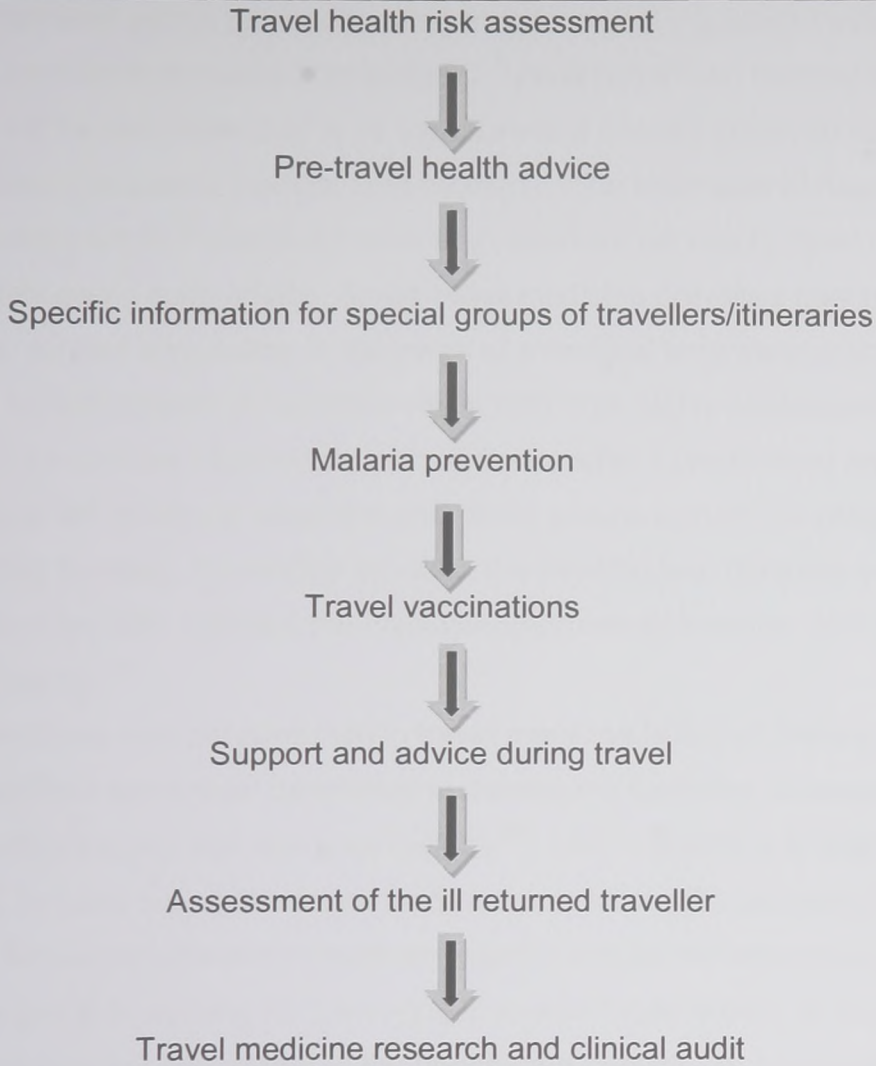 Travel health risk assessment
Pre-travel health advice
Specific information for special groups of travellers/itineraries
Malaria prevention
Travel vaccinations
Support and advice during travel
Assessment of the ill returned traveller
Travel medicine research and clinical audit